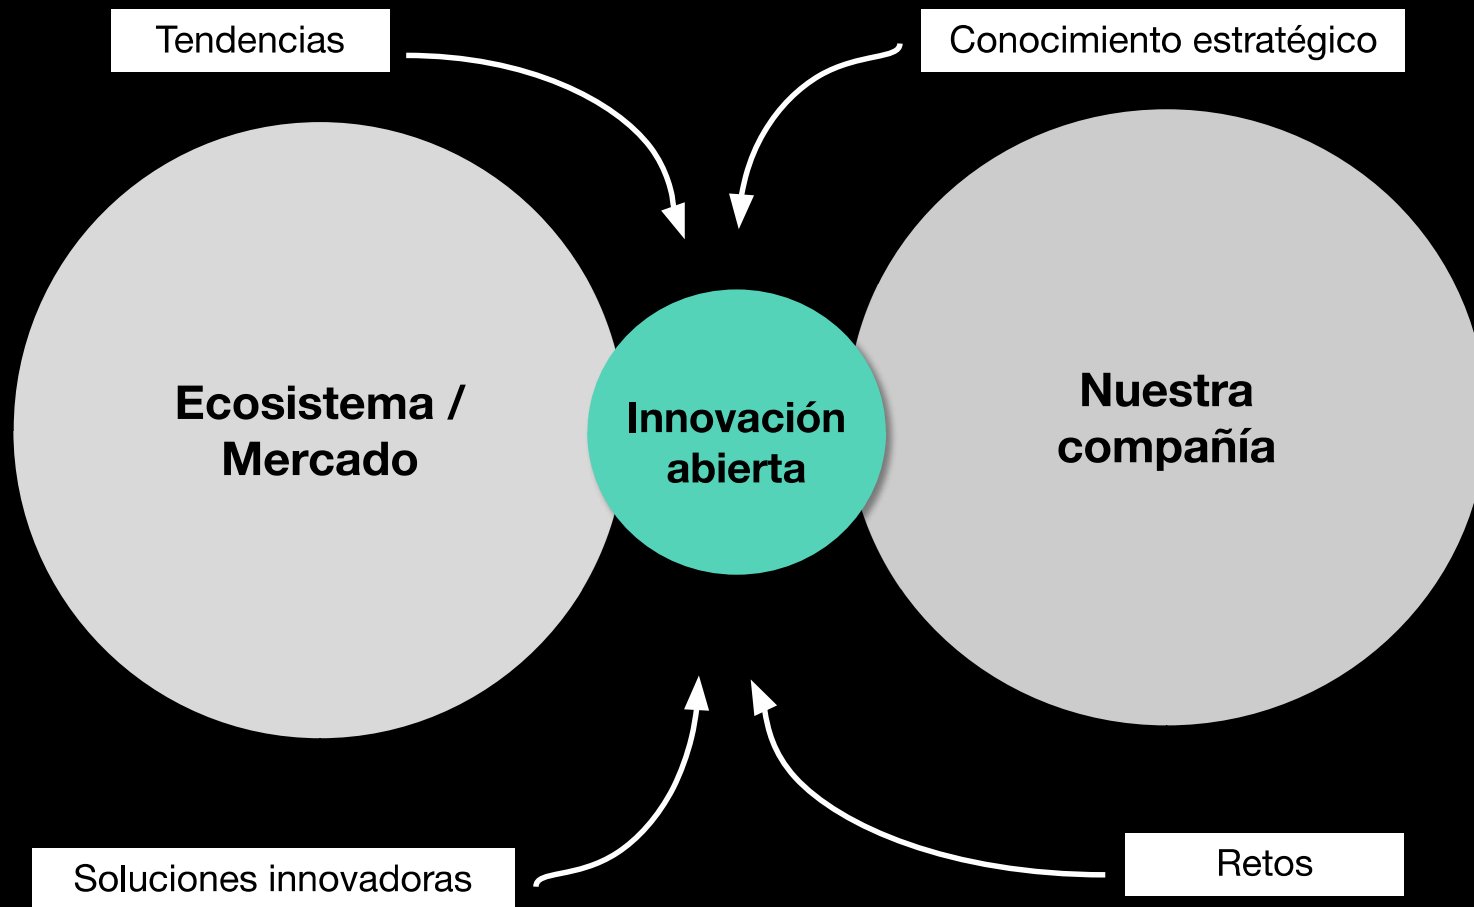 Tendencias
Conocimiento estratégico
Ecosistema /
Mercado
Innovación
abierta
Nuestra
compañía
Soluciones innovadoras
Retos